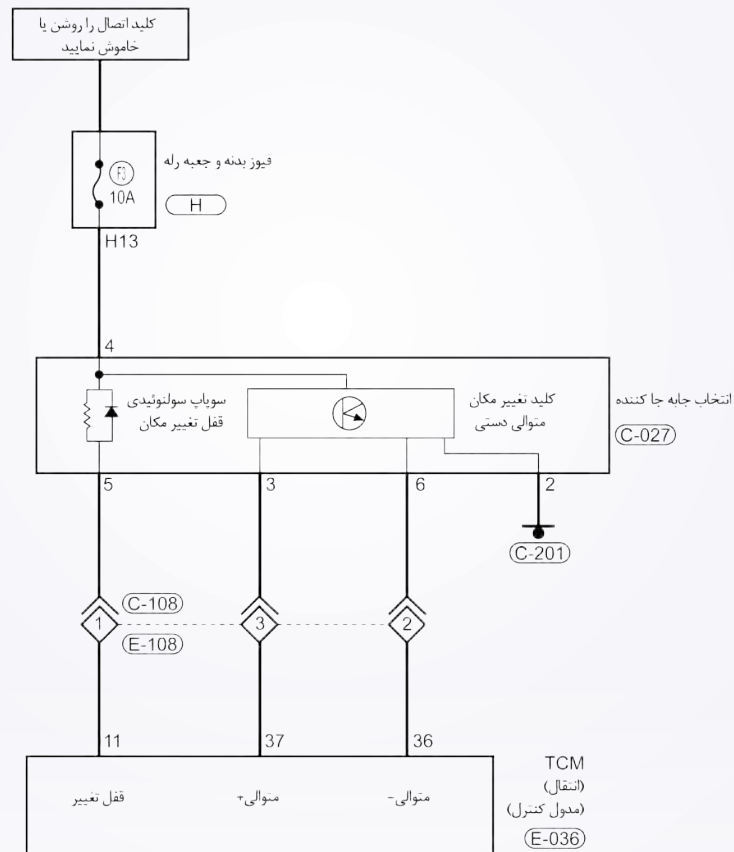 کلید اتصال را روشن یا
خاموش نمایید
فیوز بدنه و جعبه رله
F3
10A
H
H13
4
سوپاپ سولنوئیدی
قفل تغییر مکان
کلید تغییر مکان
متوالی دستی
انتخاب جابه جا کننده
C-027
5
3
6
2
C-201
C-108
1
3
2
E-108
11
37
36
قفل تغییر
متوالی+
متوالی-
TCM
(انتقال)
(مدول کنترل)
E-036